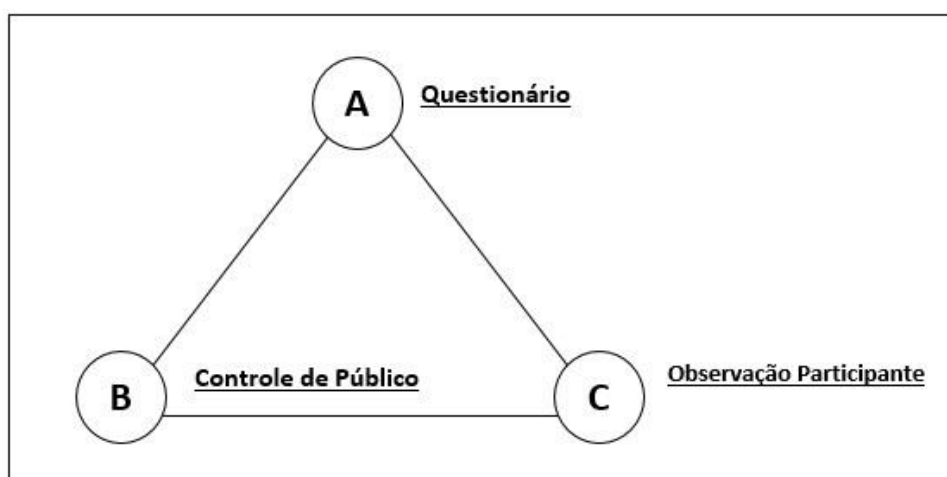 A
Questionário
B
Controle de Público
C
Observação Participante